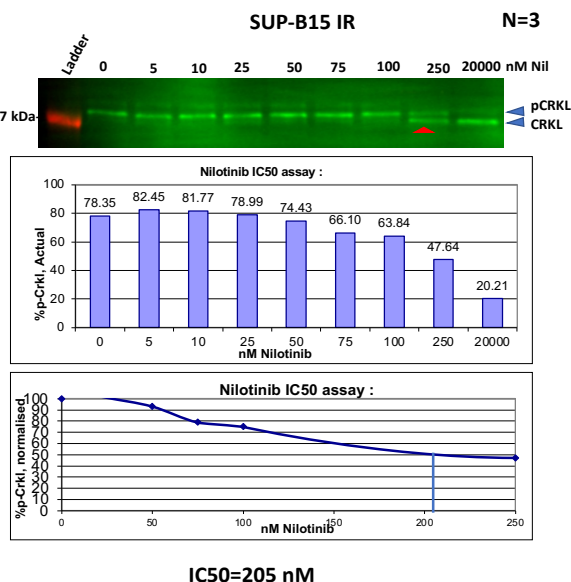 SUP-B15 IR N=3
Ladder 0 5 10 25 50 75 100 250 20000 nM Nil
7 kDa- pCRKL
CRKL
Nilotinib IC50 assay :
%p-Crkl, Actual
100
80
60
40
20
0
78.35 82.45 81.77 78.99 74.43 66.10 63.84 47.64 20.21
0 5 10 25 50 75 100 250 20000
nM Nilotinib
Nilotinib IC50 assay :
%p-Crkl, normalised
100
90
80
70
60
50
40
30
20
10
0
0 50 100 150 200 250
nM Nilotinib
IC50=205 nM